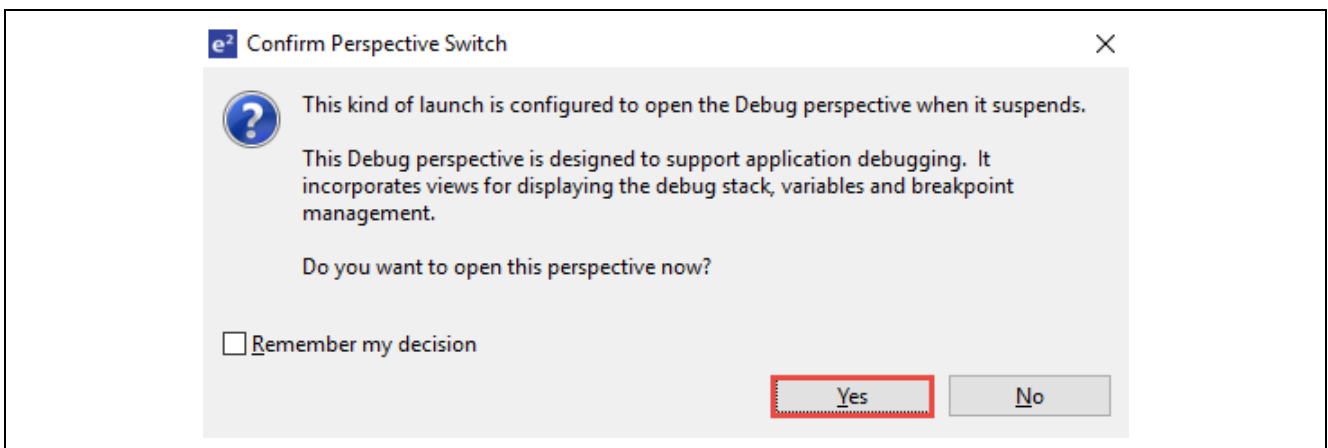 e² Confirm Perspective Switch
This kind of launch is configured to open the Debug perspective when it suspends.
This Debug perspective is designed to support application debugging.  It
incorporates views for displaying the debug stack, variables and breakpoint
management.
Do you want to open this perspective now?
Remember my decision
Yes No